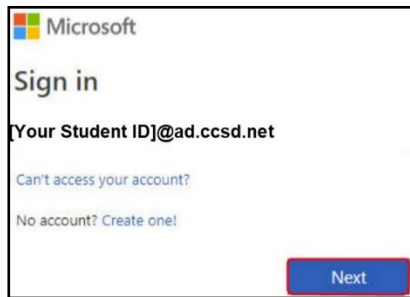 Microsoft
Sign in
[Your Student ID]@ad.ccsd.net
Can't access your account?
No account? Create one!
Next